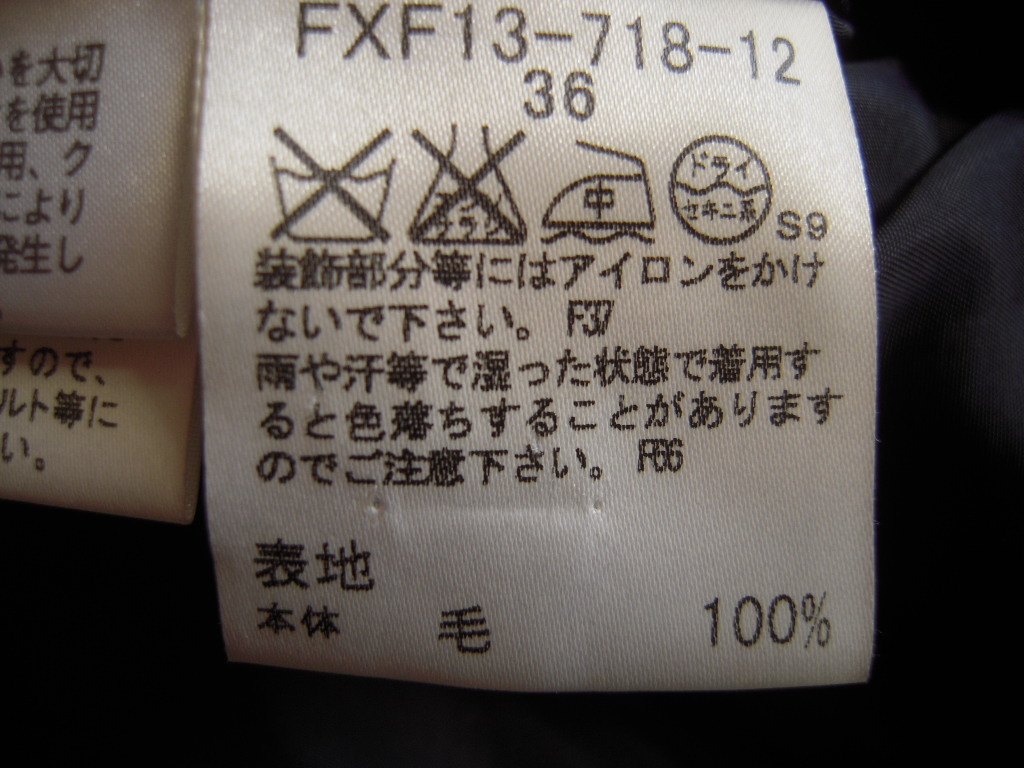 を大切
を使用
用、ク
により
発生し
すので、
ルト等に
い。
FXF13-718-12
36
中
ドライ
セキユ系
S9
装飾部分等にはアイロンをかけ
ないで下さい。 F37
雨や汗等で湿った状態で着用す
ると色落ちすることがあります
のでご注意下さい。 F66
表地
本体 毛 100%